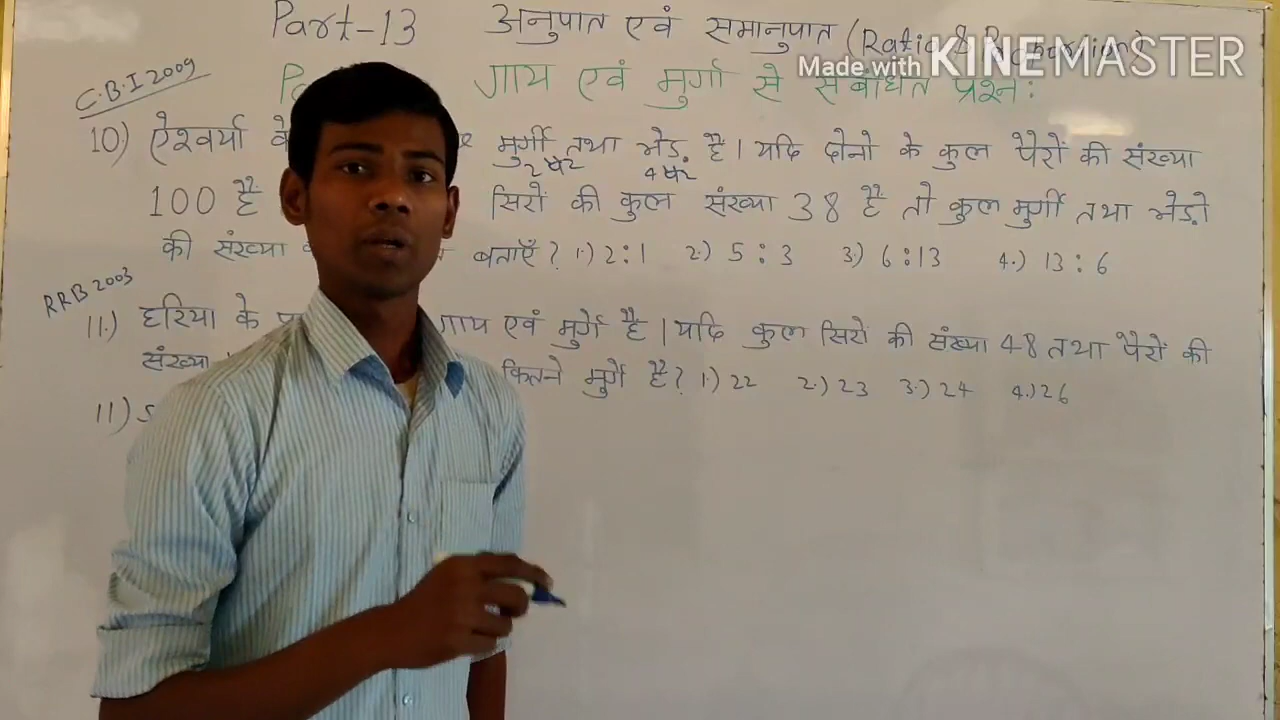 Part-13 अनुपात एवं समानुपात (Ratio &
Made with KINEMASTER
गाय एवं मुर्गा से संबंधित प्रश्न:
C.B.I 2009
10) ऐश्वर्या मुर्गी तथा भेड़ है । यदि दोनो के कुल पैरों की संख्या
2 पैर 4 पैर
100 है सिरों की कुल संख्या 38 है तो कुल मुर्गी तथा भेड़ो
की संख्या बताएँ ? 1.) 2:1 2.) 5:3 3.) 6:13 4.) 13:6
RRB 2003
11.) हरिया के गाय एवं मुर्गे है । यदि कुल सिरो की संख्या 48 तथा पैरों की
संख्या कितने मुर्गे है ? 1.) 22 2.) 23 3.) 24 4.) 26
11)